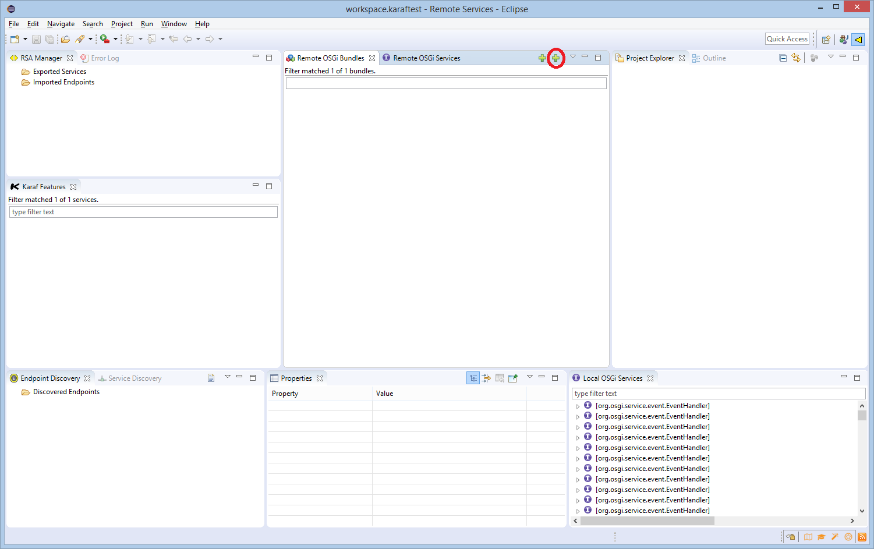 workspace.karaftest - Remote Services - Eclipse
File Edit Navigate Search Project Run Window Help
Quick Access
RSA Manager Error Log
Exported Services
Imported Endpoints
Remote OSGi Bundles Remote OSGi Services
Filter matched 1 of 1 bundles.
Project Explorer Outline
Karaf Features
Filter matched 1 of 1 services.
type filter text
Endpoint Discovery Service Discovery
Discovered Endpoints
Properties
Property Value
Local OSGi Services
type filter text
[org.osgi.service.event.EventHandler]
[org.osgi.service.event.EventHandler]
[org.osgi.service.event.EventHandler]
[org.osgi.service.event.EventHandler]
[org.osgi.service.event.EventHandler]
[org.osgi.service.event.EventHandler]
[org.osgi.service.event.EventHandler]
[org.osgi.service.event.EventHandler]
[org.osgi.service.event.EventHandler]
[org.osgi.service.event.EventHandler]
[org.osgi.service.event.EventHandler]